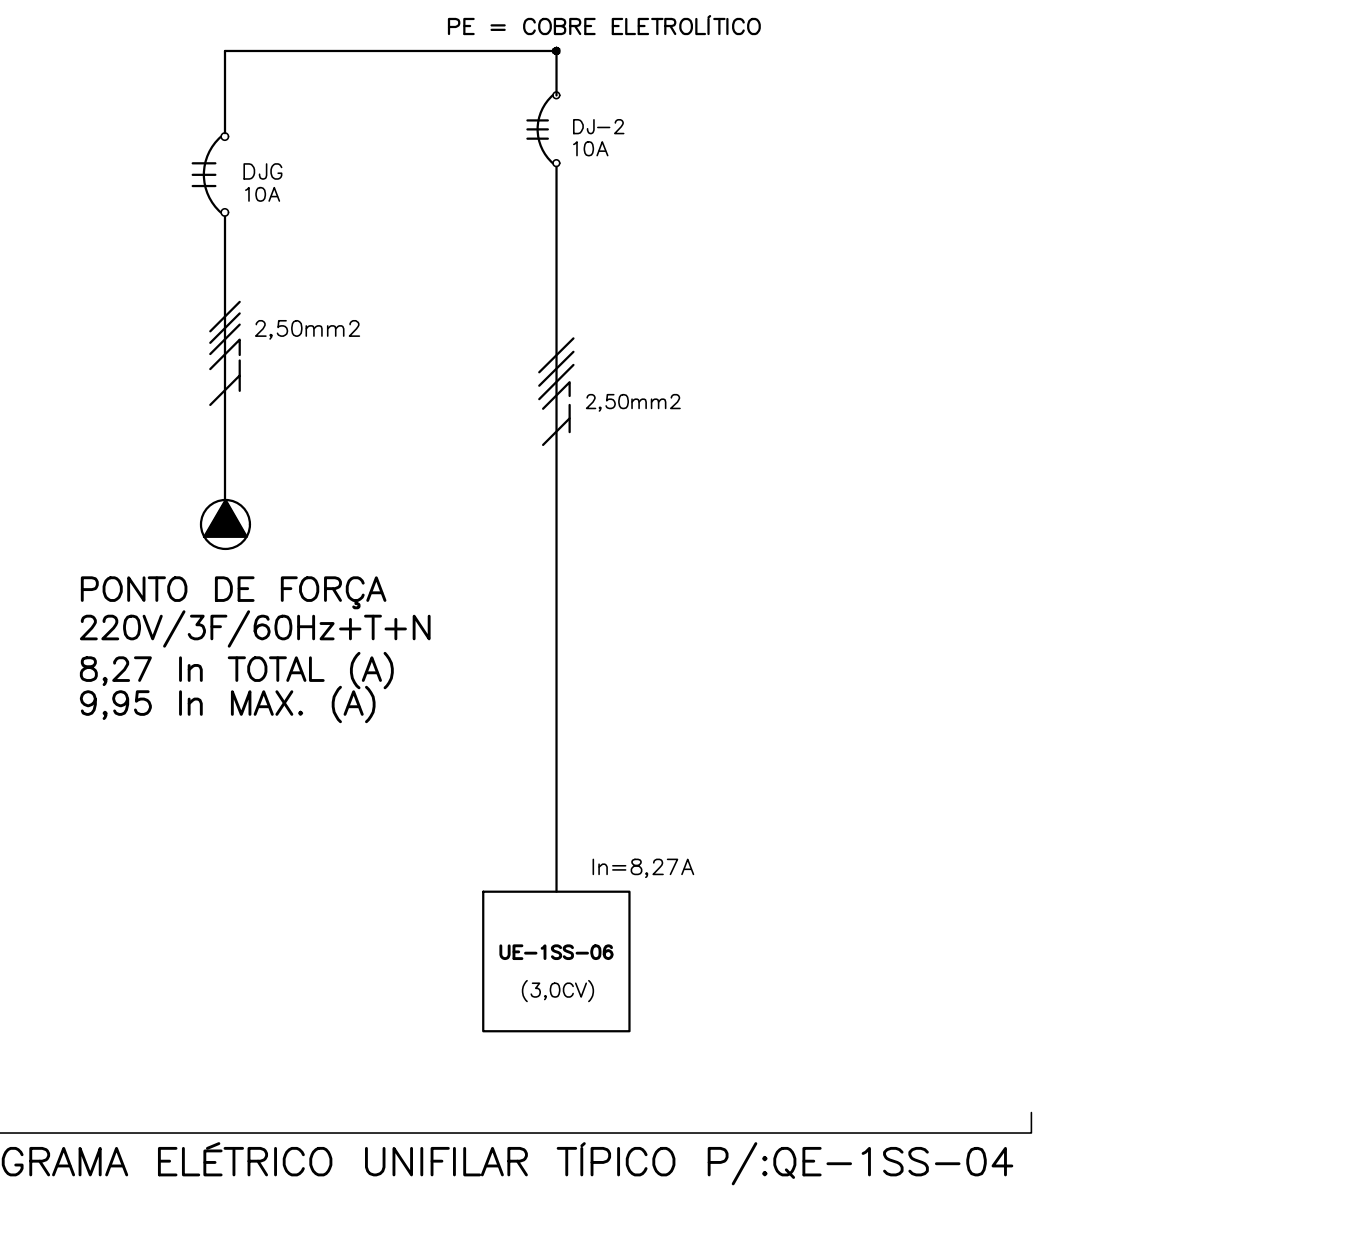 PE = COBRE ELETROLÍTICO
DJ-2
10A
DJG
10A
2,50mm2
2,50mm2
PONTO DE FORÇA
220V/3F/60Hz+T+N
8,27 In TOTAL (A)
9,95 In MAX. (A)
In=8,27A
UE-1SS-06
(3,0CV)
GRAMA ELÉTRICO UNIFILAR TÍPICO P/:QE-1SS-04